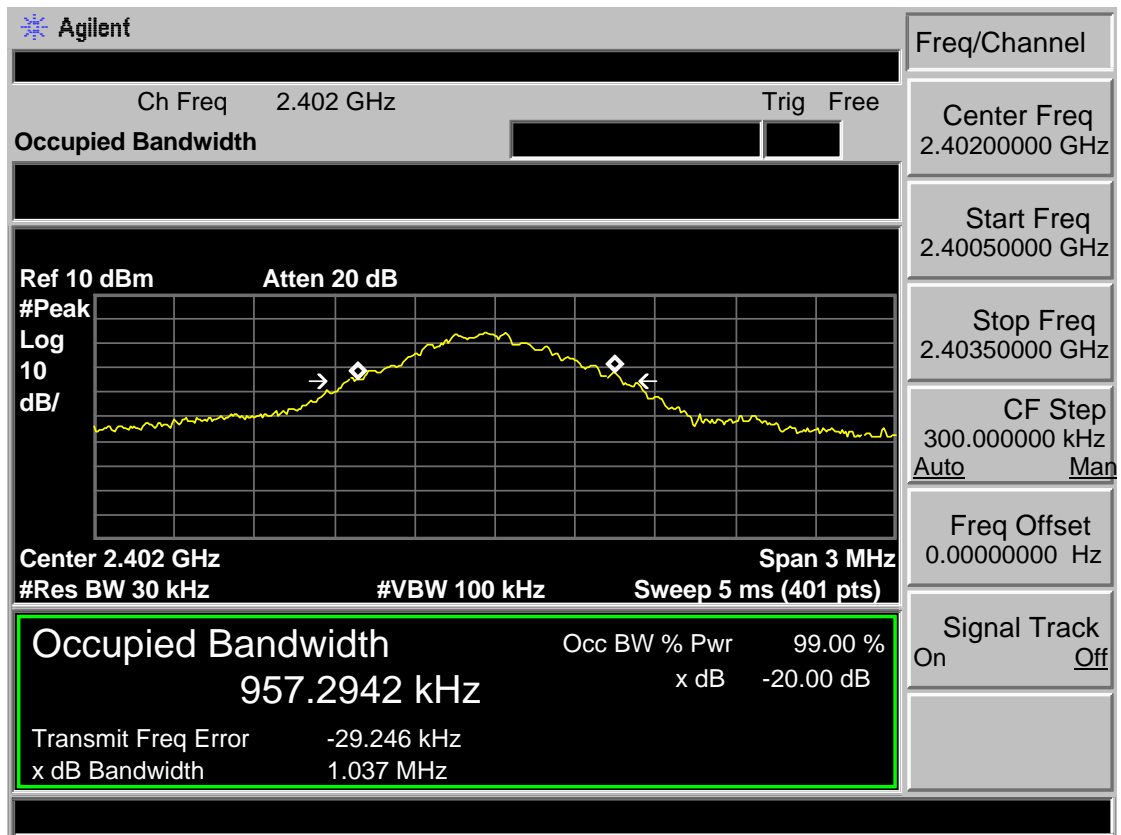 Agilent
Freq/Channel
Ch Freq 2.402 GHz Trig Free
Occupied Bandwidth
Center Freq
2.40200000 GHz
Start Freq
2.40050000 GHz
Stop Freq
2.40350000 GHz
CF Step
300.000000 kHz
Auto Man
Freq Offset
0.00000000 Hz
Signal Track
On Off
Ref 10 dBm Atten 20 dB
#Peak
Log
10
dB/
Center 2.402 GHz Span 3 MHz
#Res BW 30 kHz #VBW 100 kHz Sweep 5 ms (401 pts)
Occupied Bandwidth Occ BW % Pwr 99.00 %
957.2942 kHz x dB -20.00 dB
Transmit Freq Error -29.246 kHz
x dB Bandwidth 1.037 MHz